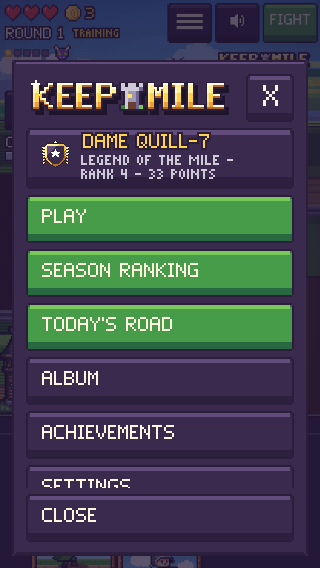 3
ROUND 1 TRAINING
FIGHT
KEEP MILE
X
DAME QUILL-7
LEGEND OF THE MILE -
RANK 4 - 33 POINTS
PLAY
SEASON RANKING
TODAY'S ROAD
ALBUM
ACHIEVEMENTS
SETTINGS
CLOSE